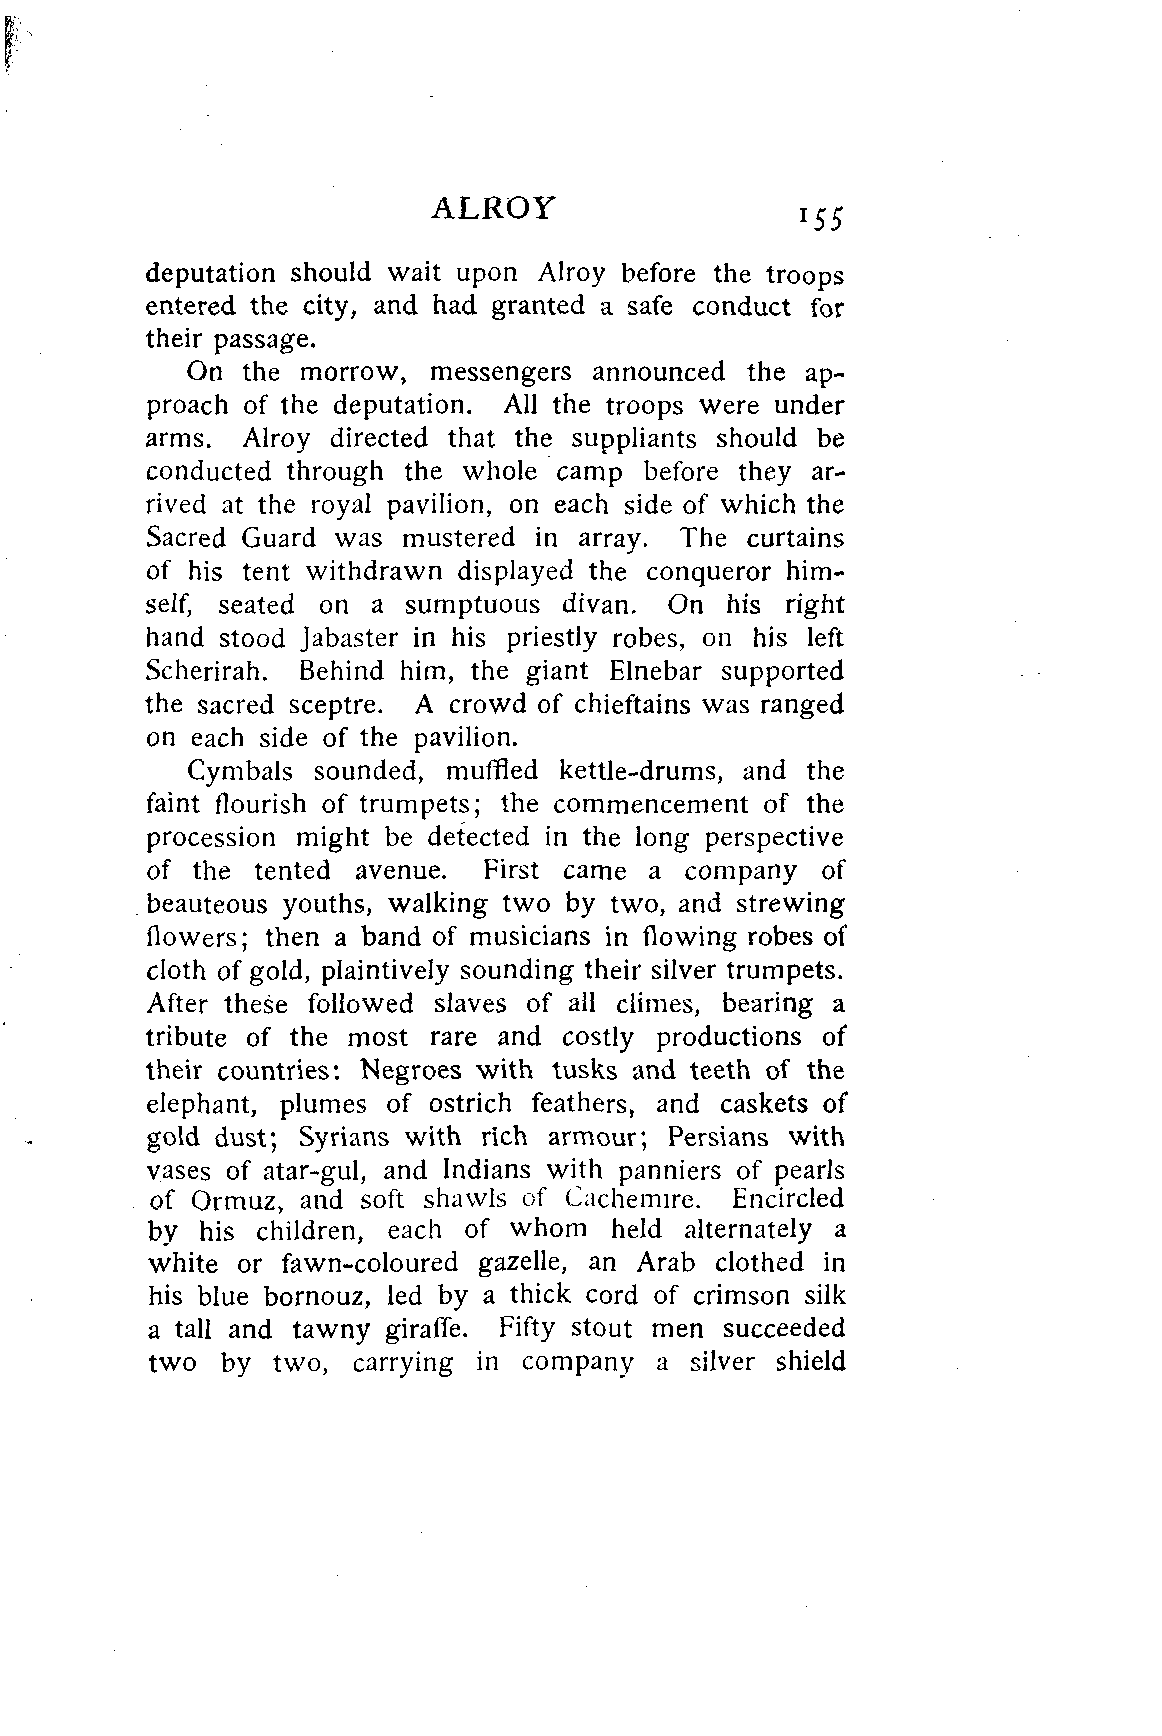 ALROY 155
deputation should wait upon Alroy before the troops
entered the city, and had granted a safe conduct for
their passage.
On the morrow, messengers announced the ap-
proach of the deputation. All the troops were under
arms. Alroy directed that the suppliants should be
conducted through the whole camp before they ar-
rived at the royal pavilion, on each side of which the
Sacred Guard was mustered in array. The curtains
of his tent withdrawn displayed the conqueror him-
self, seated on a sumptuous divan. On his right
hand stood Jabaster in his priestly robes, on his left
Scherirah. Behind him, the giant Elnebar supported
the sacred sceptre. A crowd of chieftains was ranged
on each side of the pavilion.
Cymbals sounded, muffled kettle-drums, and the
faint flourish of trumpets; the commencement of the
procession might be detected in the long perspective
of the tented avenue. First came a company of
beauteous youths, walking two by two, and strewing
flowers; then a band of musicians in flowing robes of
cloth of gold, plaintively sounding their silver trumpets.
After these followed slaves of all climes, bearing a
tribute of the most rare and costly productions of
their countries: Negroes with tusks and teeth of the
elephant, plumes of ostrich feathers, and caskets of
gold dust; Syrians with rich armour; Persians with
vases of atar-gul, and Indians with panniers of pearls
of Ormuz, and soft shawls of Cachemire. Encircled
by his children, each of whom held alternately a
white or fawn-coloured gazelle, an Arab clothed in
his blue bornouz, led by a thick cord of crimson silk
a tall and tawny giraffe. Fifty stout men succeeded
two by two, carrying in company a silver shield